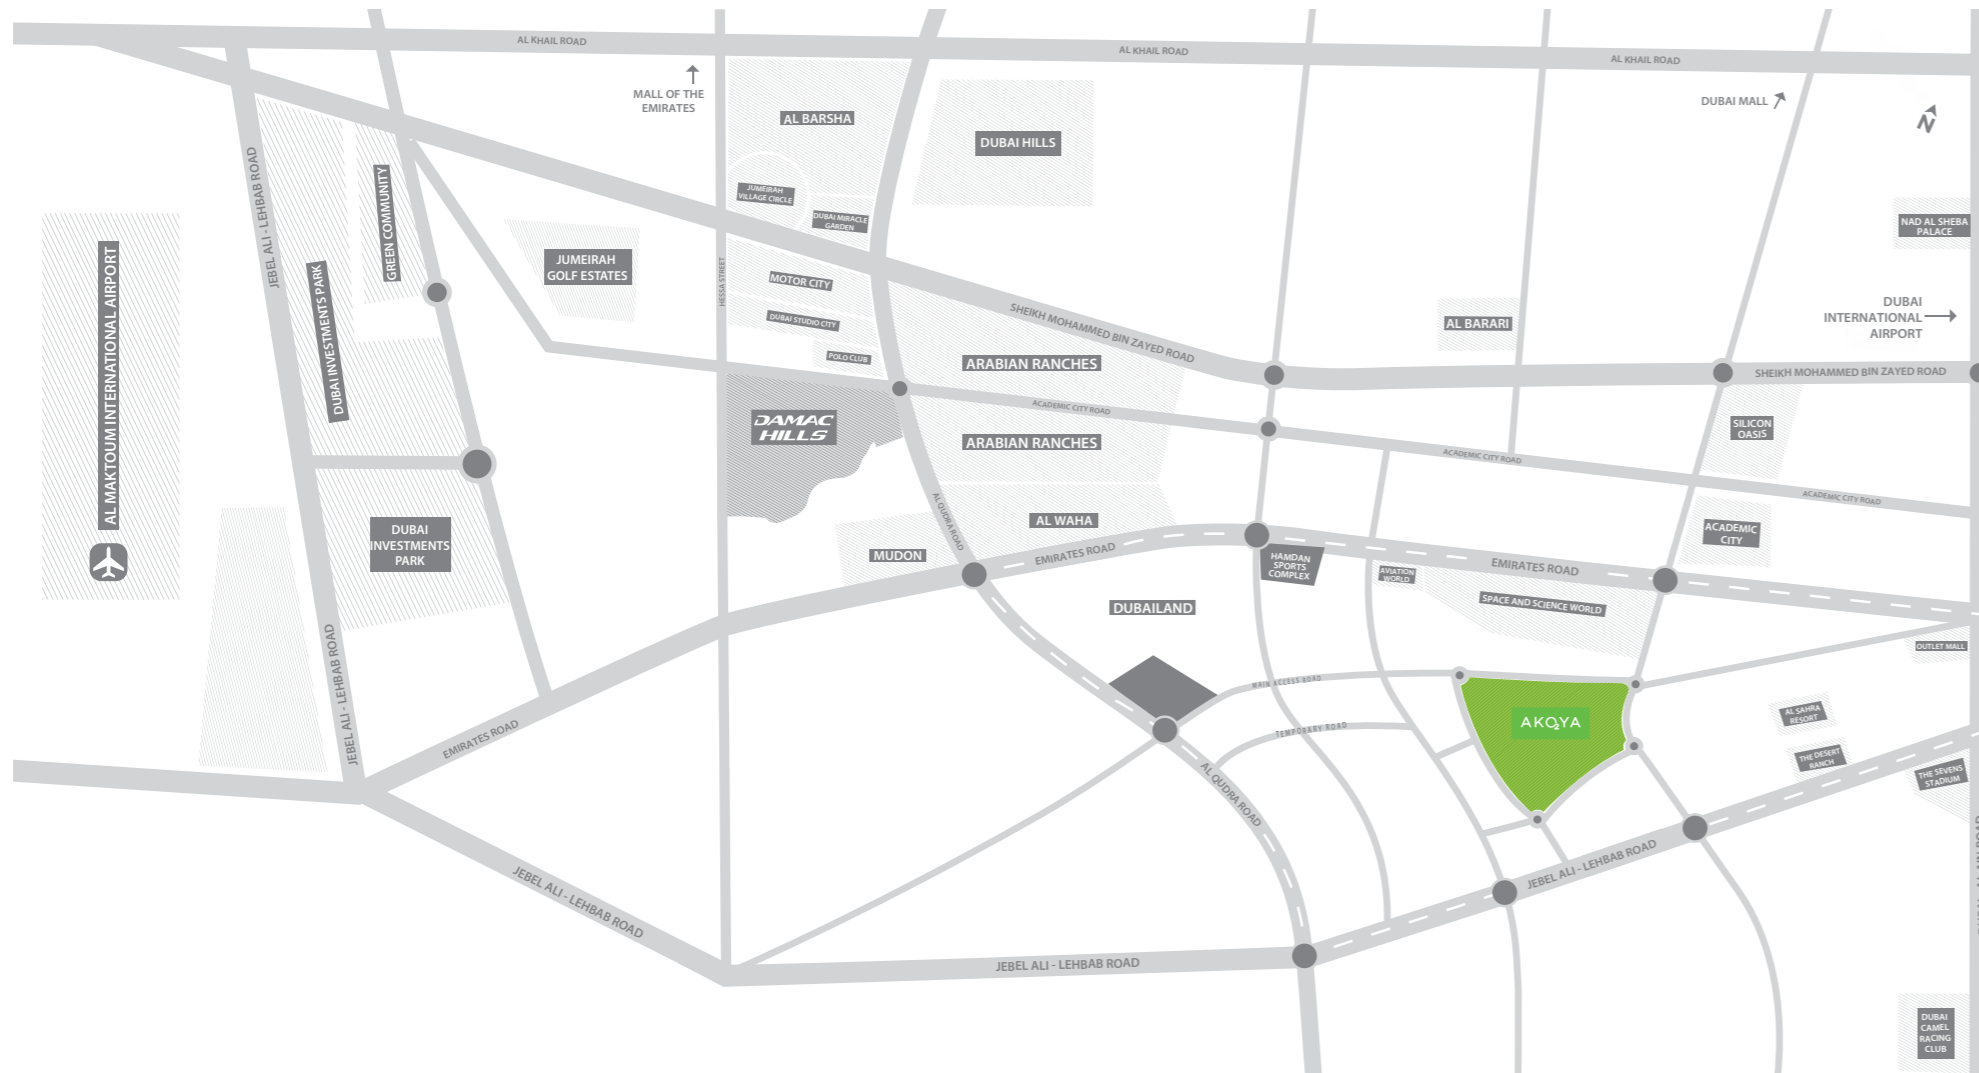 AL KHAIL ROAD
AL KHAIL ROAD
AL KHAIL ROAD
MALL OF THE
EMIRATES
DUBAI MALL
N
AL BARSHA
DUBAI HILLS
JUMEIRAH
VILLAGE CIRCLE
DUBAI MIRACLE
GARDEN
NAD AL SHEBA
PALACE
JEBEL ALI - LEHBAB ROAD
GREEN COMMUNITY
DUBAI INVESTMENTS PARK
AL MAKTOUM INTERNATIONAL AIRPORT
JUMEIRAH
GOLF ESTATES
HESSA STREET
MOTOR CITY
DUBAI STUDIO CITY
POLO CLUB
SHEIKH MOHAMMED BIN ZAYED ROAD
AL BARARI
DUBAI
INTERNATIONAL
AIRPORT
ARABIAN RANCHES
SHEIKH MOHAMMED BIN ZAYED ROAD
ACADEMIC CITY ROAD
DAMAC
HILLS
ARABIAN RANCHES
SILICON
OASIS
ACADEMIC CITY ROAD
ACADEMIC CITY ROAD
AL QUDRA ROAD
AL WAHA
ACADEMIC
CITY
DUBAI
INVESTMENTS
PARK
MUDON
EMIRATES ROAD
HAMDAN
SPORTS
COMPLEX
AVIATION
WORLD
EMIRATES ROAD
SPACE AND SCIENCE WORLD
DUBAILAND
OUTLET MALL
JEBEL ALI - LEHBAB ROAD
MAIN ACCESS ROAD
AKO2YA
AL SAHRA
RESORT
EMIRATES ROAD
TEMPORARY ROAD
THE DESERT
RANCH
THE SEVENS
STADIUM
AL QUDRA ROAD
JEBEL ALI - LEHBAB ROAD
JEBEL ALI - LEHBAB ROAD
JEBEL ALI - LEHBAB ROAD
DUBAI
CAMEL
RACING
CLUB